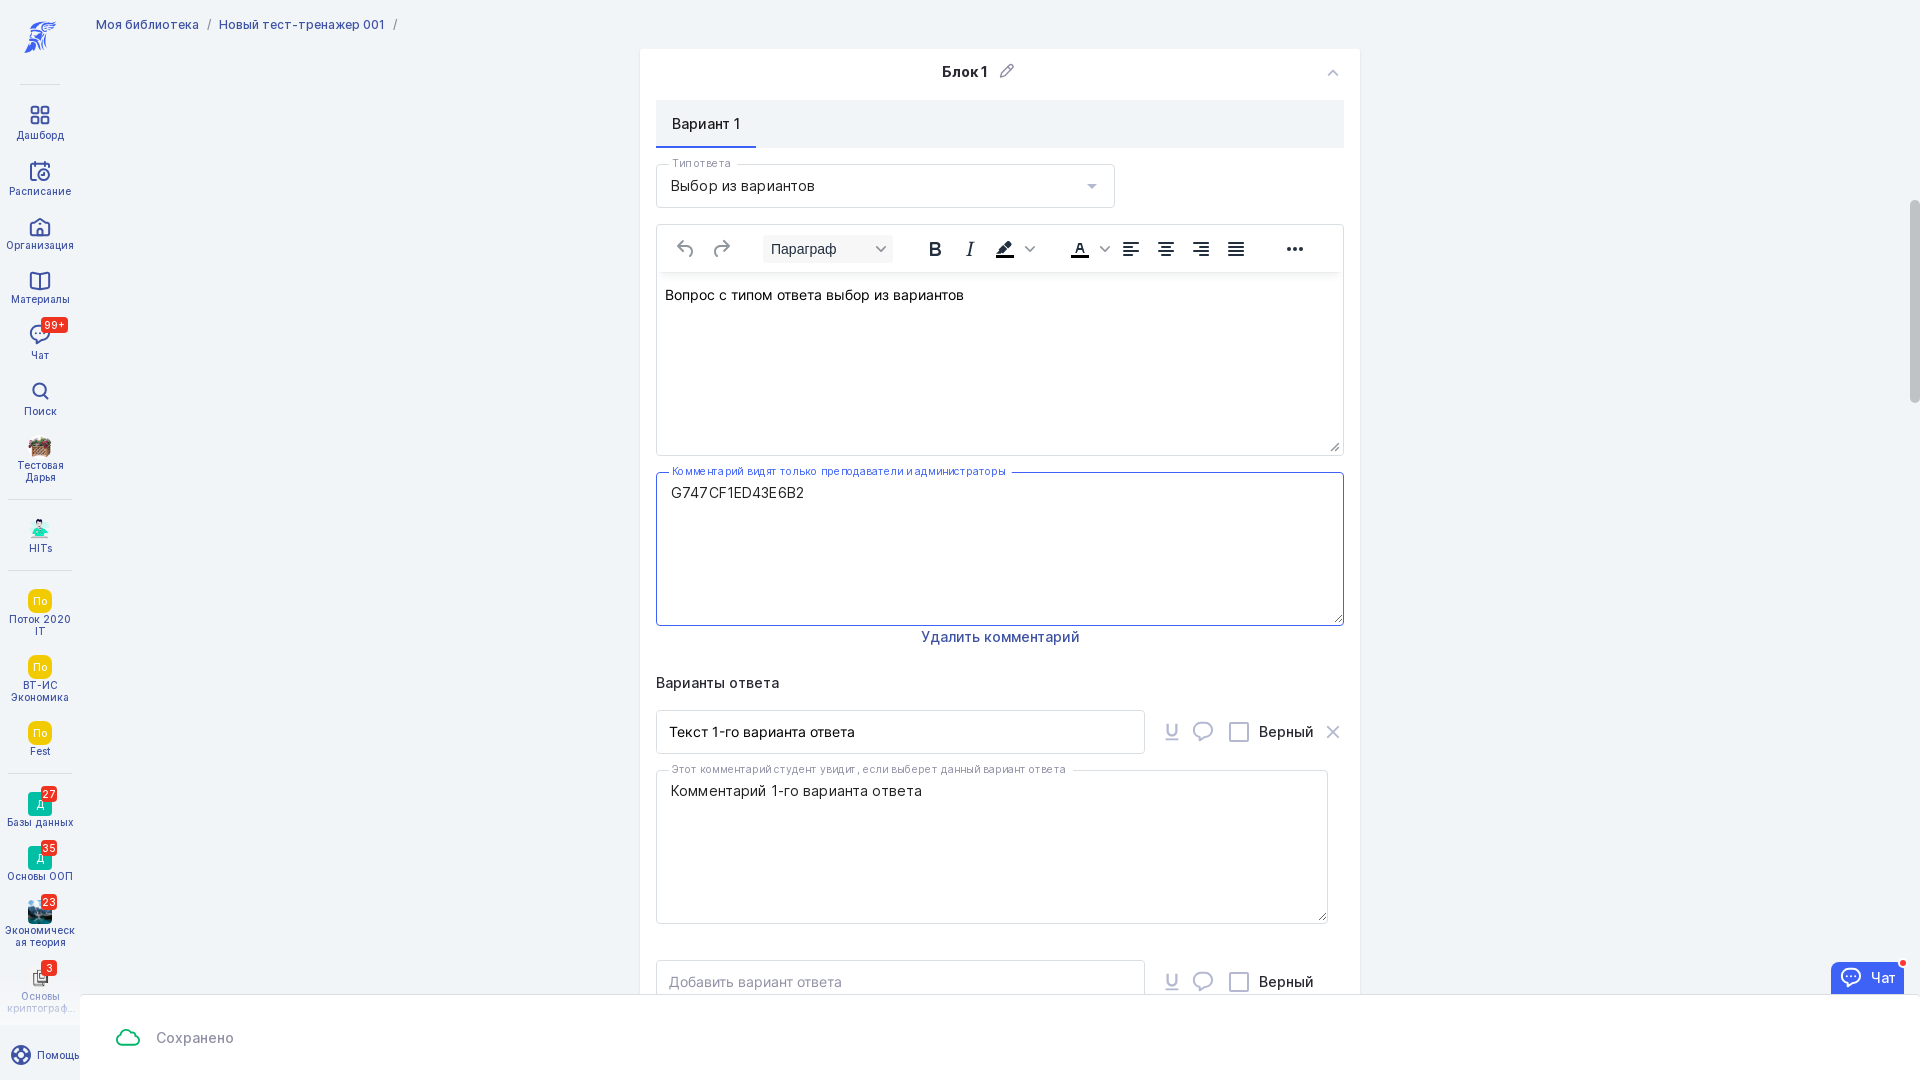 Моя библиотека / Новый тест-тренажер 001 /
Блок 1
Дашборд
Расписание
Организация
Материалы
99+
Чат
Поиск
Тестовая
Дарья
HITs
По
Поток 2020
IT
По
ВТ-ИС
Экономика
По
Fest
27
Д
Базы данных
35
Д
Основы ООП
23
Экономическ
ая теория
3
Основы
криптограф...
Помощь
Вариант 1
Тип ответа
Выбор из вариантов
Параграф
Вопрос с типом ответа выбор из вариантов
Комментарий видят только преподаватели и администраторы
G747CF1ED43E6B2
Удалить комментарий
Варианты ответа
Текст 1-го варианта ответа
Верный
Этот комментарий студент увидит, если выберет данный вариант ответа
Комментарий 1-го варианта ответа
Добавить вариант ответа
Верный
Чат
Сохранено